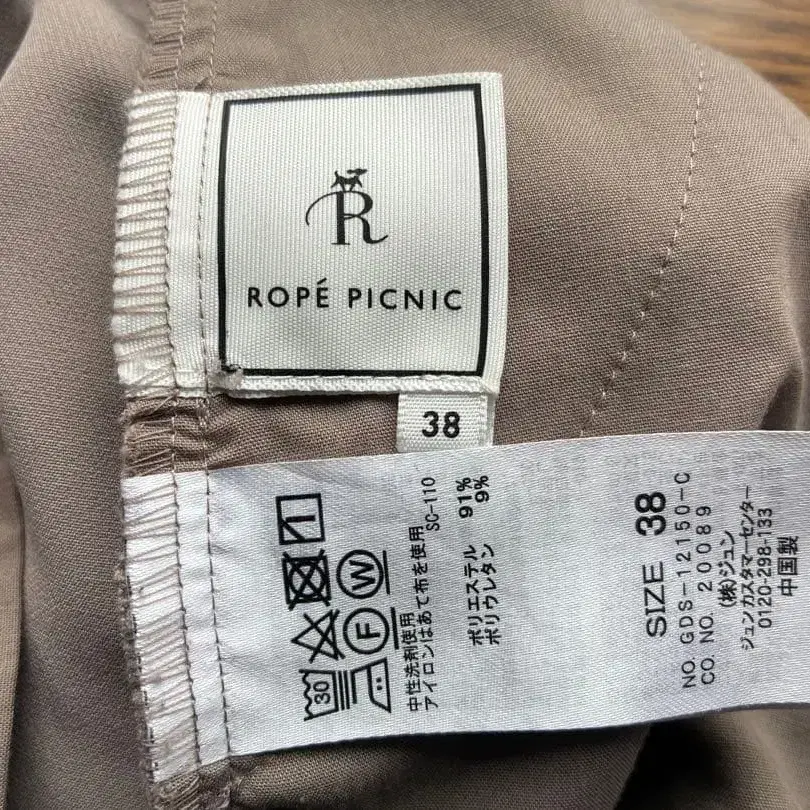 R
ROPÉ PICNIC
38
SIZE 38
NO. GDS-12150-C
CO. NO. 20089
(株)ジュン
ジュンカスタマーセンター
0120-298-133
中国製
ポリエステル 91%
ポリウレタン 9%
30
F
W
中性洗剤使用
アイロンはあて布を使用
SC-110